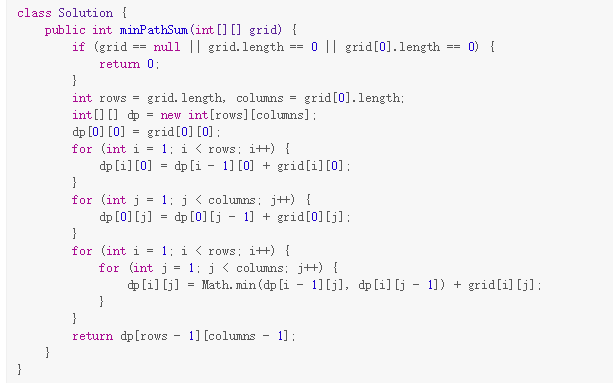 class Solution {
    public int minPathSum(int[][] grid) {
        if (grid == null || grid.length == 0 || grid[0].length == 0) {
            return 0;
        }
        int rows = grid.length, columns = grid[0].length;
        int[][] dp = new int[rows][columns];
        dp[0][0] = grid[0][0];
        for (int i = 1; i < rows; i++) {
            dp[i][0] = dp[i - 1][0] + grid[i][0];
        }
        for (int j = 1; j < columns; j++) {
            dp[0][j] = dp[0][j - 1] + grid[0][j];
        }
        for (int i = 1; i < rows; i++) {
            for (int j = 1; j < columns; j++) {
                dp[i][j] = Math.min(dp[i - 1][j], dp[i][j - 1]) + grid[i][j];
            }
        }
        return dp[rows - 1][columns - 1];
    }
}